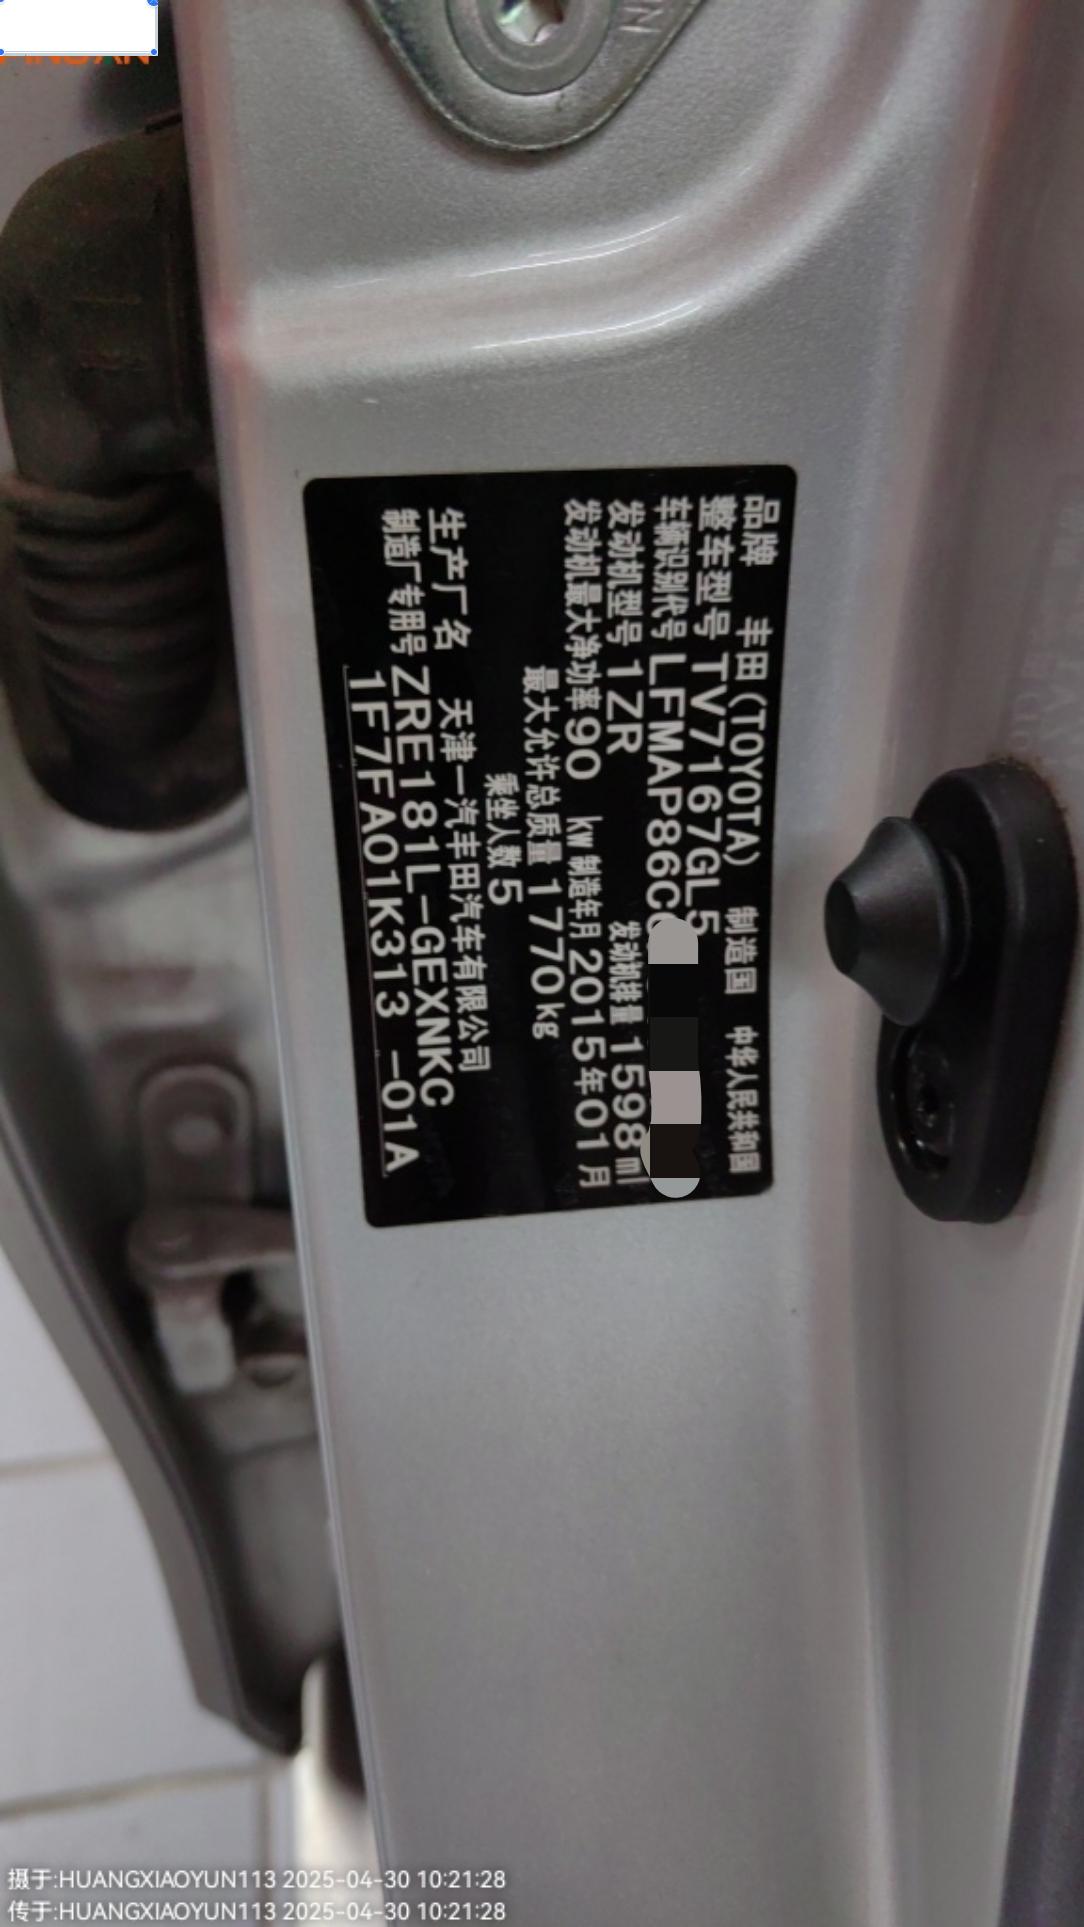 品牌 丰田(TOYOTA) 制造国 中华人民共和国
整车型号 TV7167GL5
车辆识别代号 LFMAP86C
发动机型号 1ZR 发动机排量 1598 ml
发动机最大净功率 90 kw 制造年月 2015年01月
最大允许总质量 1770kg
乘坐人数 5
生产厂名 天津一汽丰田汽车有限公司
制造厂专用号 ZRE181L-GEXNKC
1F7FA01K313 -01A
摄于:HUANGXIAOYUN113 2025-04-30 10:21:28
传于:HUANGXIAOYUN113 2025-04-30 10:21:28